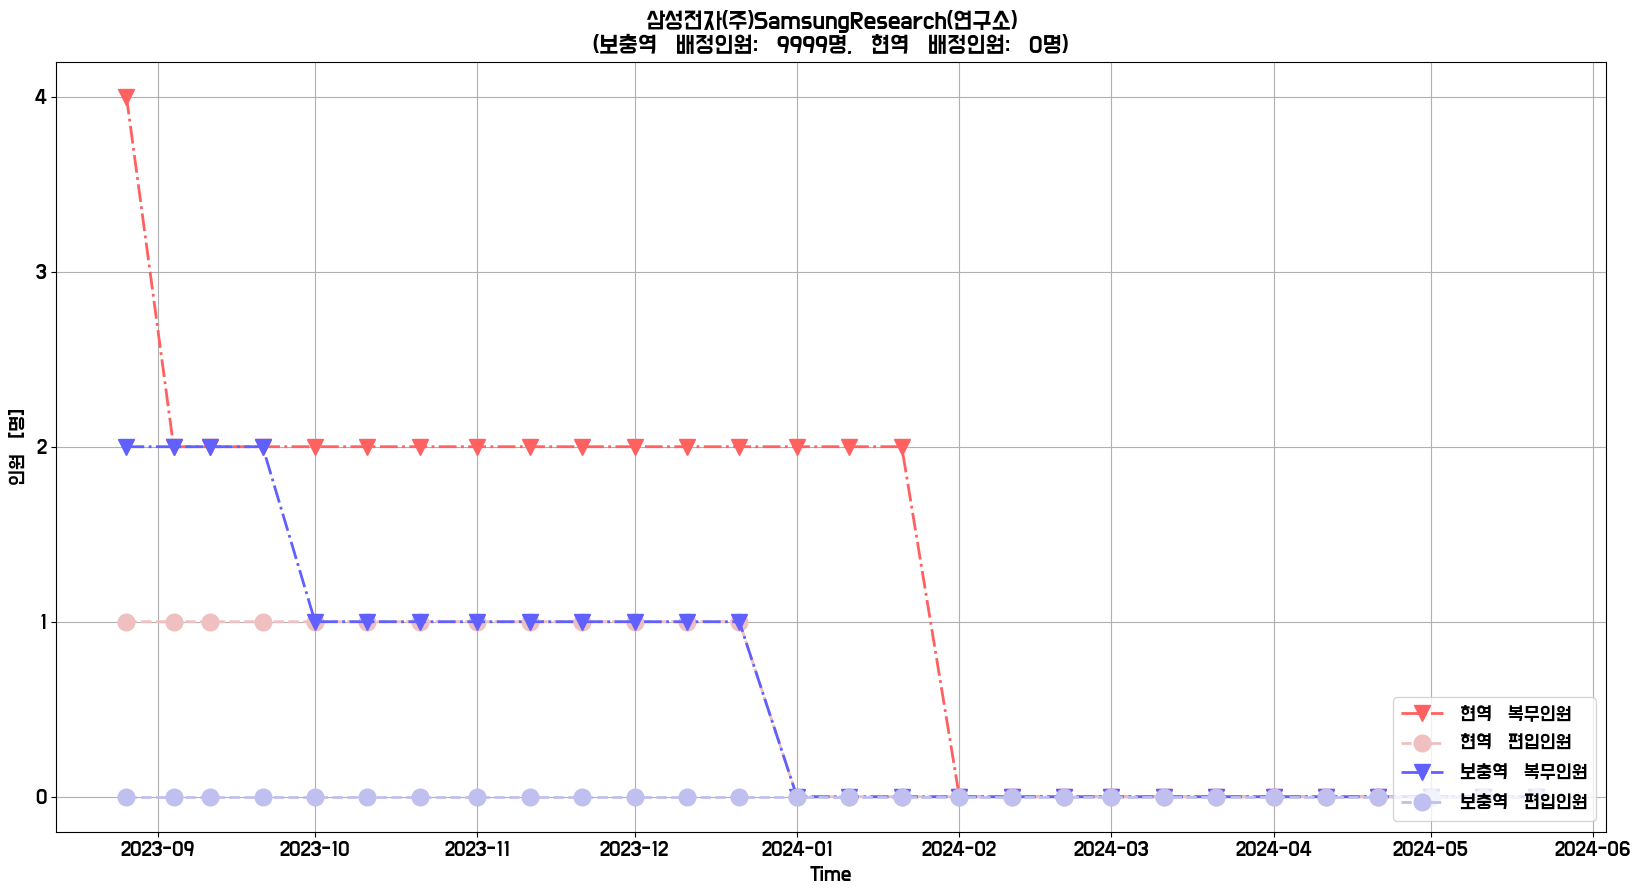 삼성전자(주)SamsungResearch(연구소)
(보충역 배정인원: 9999명, 현역 배정인원: 0명)
인원 [명]
4
3
2
1
0
현역 복무인원
현역 편입인원
보충역 복무인원
보충역 편입인원
2023-09 2023-10 2023-11 2023-12 2024-01 2024-02 2024-03 2024-04 2024-05 2024-06
Time